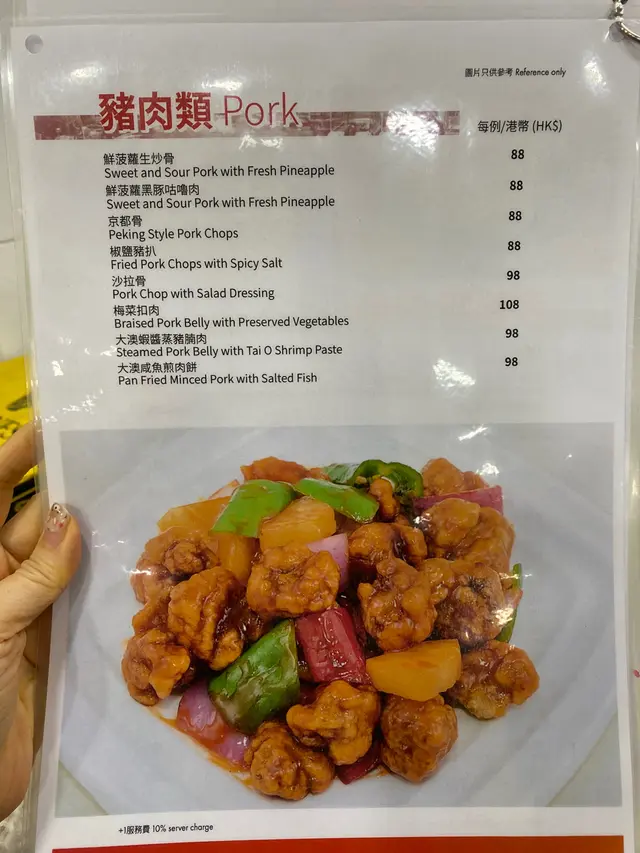 圖片只供參考 Reference only
豬肉類 Pork
每例/港幣 (HK$)
鮮菠蘿生炒骨 88
Sweet and Sour Pork with Fresh Pineapple
鮮菠蘿黑豚咕嚕肉 88
Sweet and Sour Pork with Fresh Pineapple
京都骨 88
Peking Style Pork Chops
椒鹽豬扒 88
Fried Pork Chops with Spicy Salt
沙拉骨 98
Pork Chop with Salad Dressing
梅菜扣肉 108
Braised Pork Belly with Preserved Vegetables
大澳蝦醬蒸豬腩肉 98
Steamed Pork Belly with Tai O Shrimp Paste
大澳咸魚煎肉餅 98
Pan Fried Minced Pork with Salted Fish
+1服務費 10% server charge